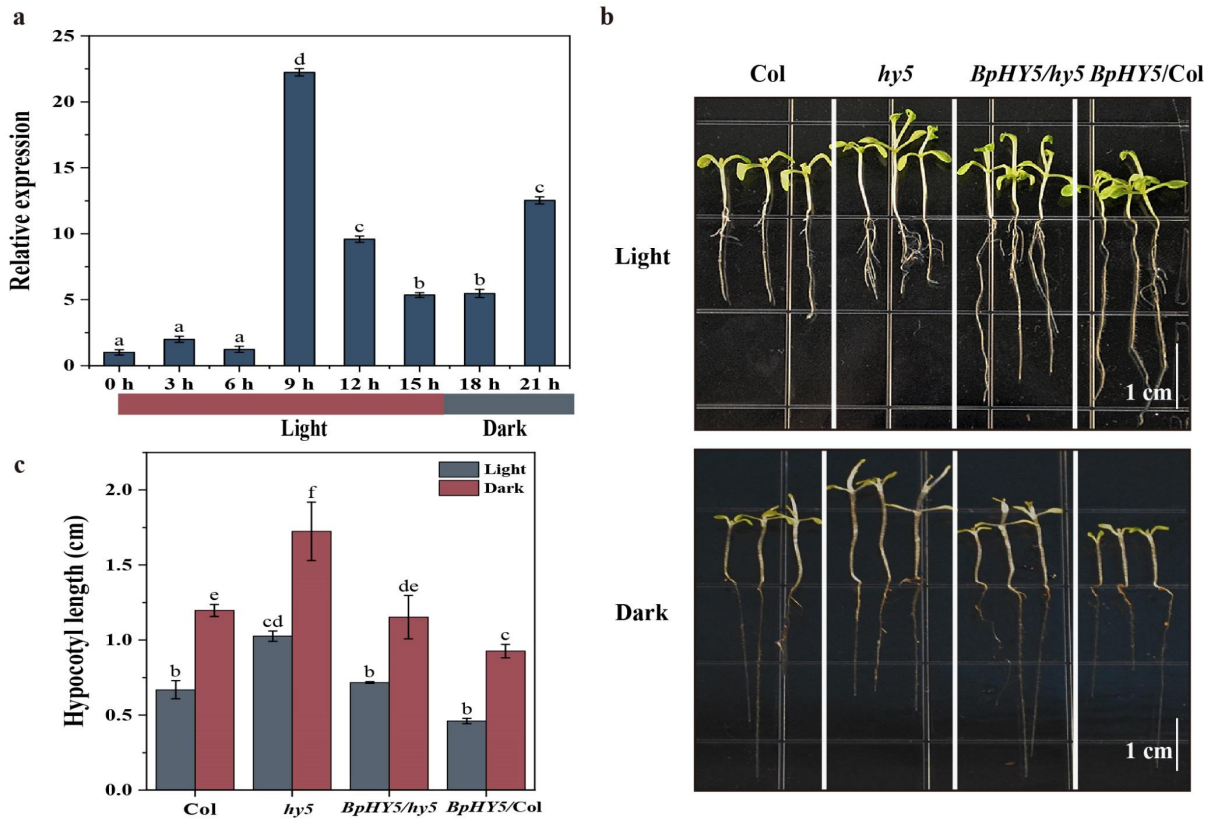 a
25
20
15
10
5
0
Relative expression
a
a
a
d
c
b
b
c
0 h 3 h 6 h 9 h 12 h 15 h 18 h 21 h
Light Dark
b
Col hy5 BpHY5/hy5 BpHY5/Col
Light
1 cm
Dark
1 cm
c
2.0
1.5
1.0
0.5
0.0
Hypocotyl length (cm)
Light
Dark
b
e
cd
f
b
de
b
c
Col hy5 BpHY5/hy5 BpHY5/Col